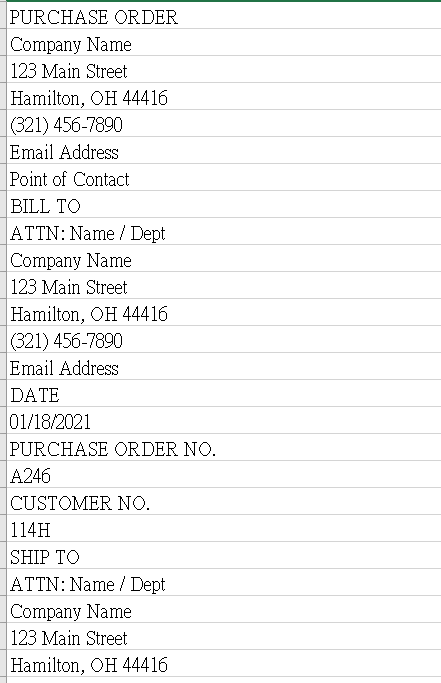 PURCHASE ORDER
Company Name
123 Main Street
Hamilton, OH 44416
(321) 456-7890
Email Address
Point of Contact
BILL TO
ATTN: Name / Dept
Company Name
123 Main Street
Hamilton, OH 44416
(321) 456-7890
Email Address
DATE
01/18/2021
PURCHASE ORDER NO.
A246
CUSTOMER NO.
114H
SHIP TO
ATTN: Name / Dept
Company Name
123 Main Street
Hamilton, OH 44416